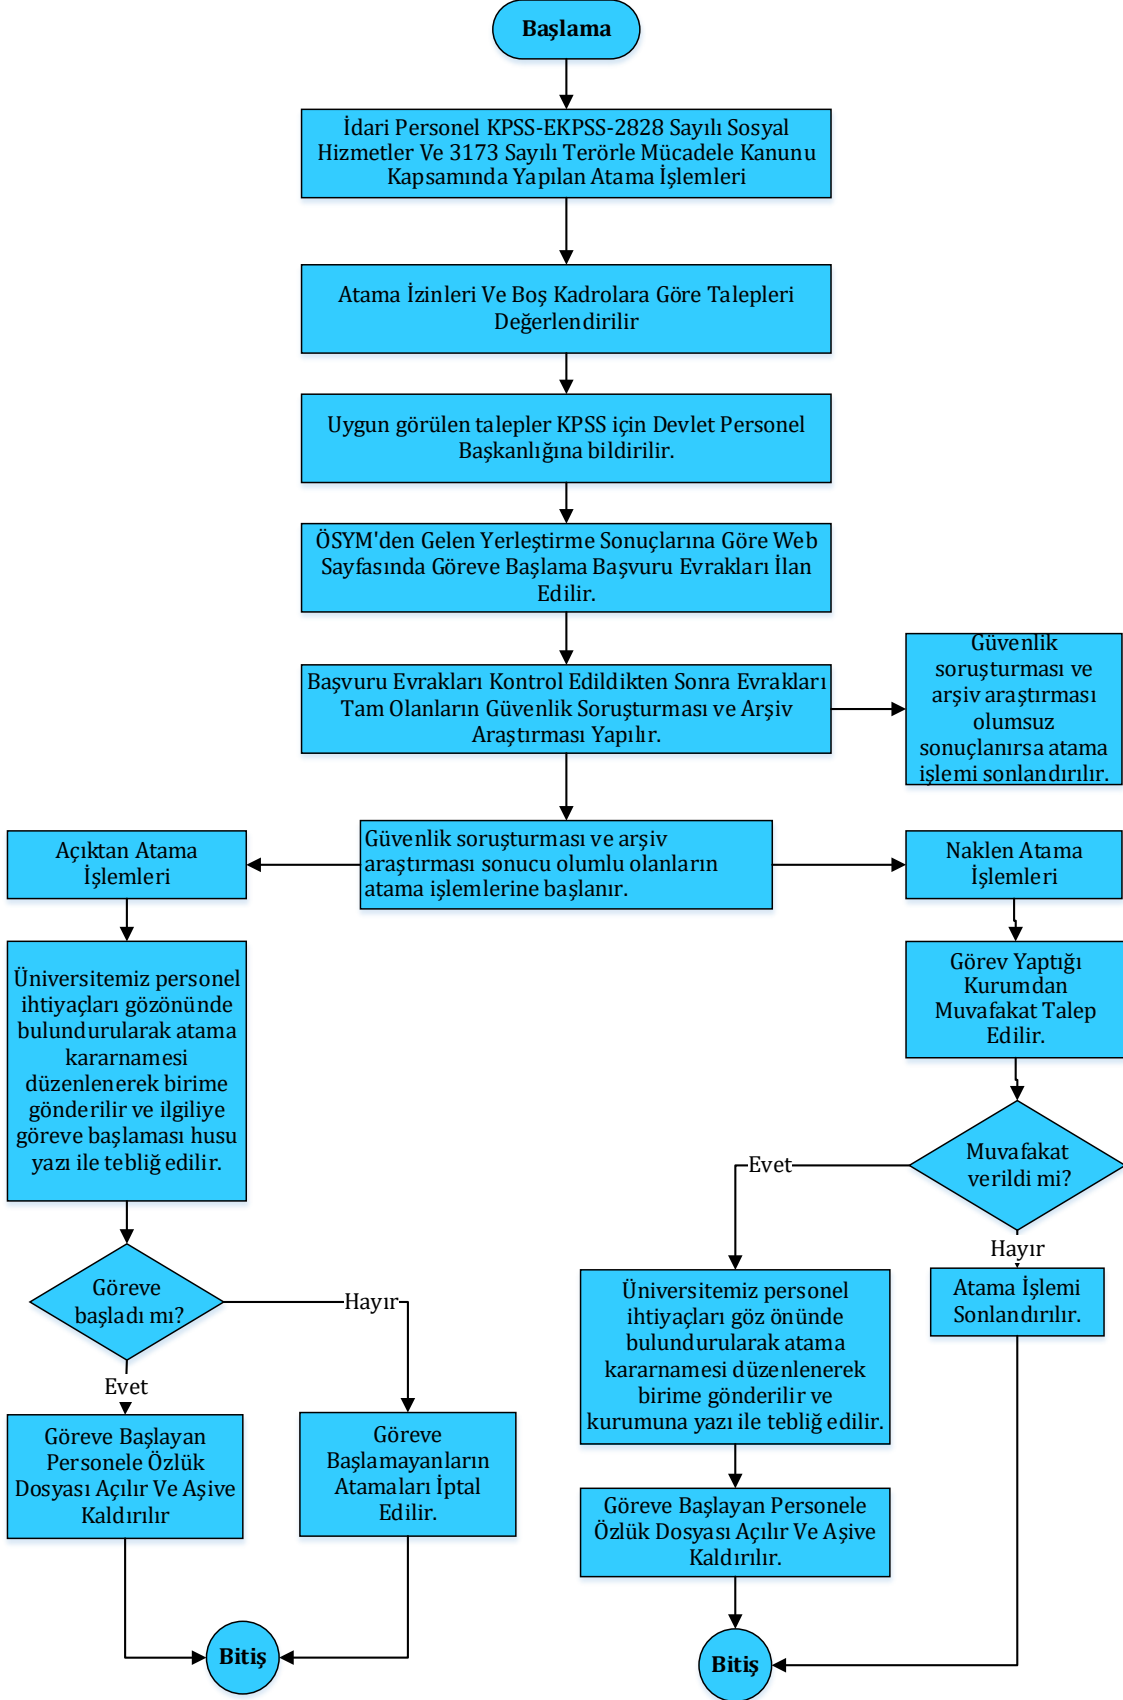 Başlama
İdari Personel KPSS-EKPSS-2828 Sayılı Sosyal
Hizmetler Ve 3173 Sayılı Terörle Mücadele Kanunu
Kapsamında Yapılan Atama İşlemleri
Atama İzinleri Ve Boş Kadrolara Göre Talepleri
Değerlendirilir
Uygun görülen talepler KPSS için Devlet Personel
Başkanlığına bildirilir.
ÖSYM'den Gelen Yerleştirme Sonuçlarına Göre Web
Sayfasında Göreve Başlama Başvuru Evrakları İlan
Edilir.
Başvuru Evrakları Kontrol Edildikten Sonra Evrakları
Tam Olanların Güvenlik Soruşturması ve Arşiv
Araştırması Yapılır.
Güvenlik
soruşturması ve
arşiv araştırması
olumsuz
sonuçlanırsa atama
işlemi sonlandırılır.
Güvenlik soruşturması ve arşiv
araştırması sonucu olumlu olanların
atama işlemlerine başlanır.
Açıktan Atama
İşlemleri
Üniversitemiz personel
ihtiyaçları gözönünde
bulundurularak atama
kararnamesi
düzenlenerek birime
gönderilir ve ilgiliye
göreve başlaması husu
yazı ile tebliğ edilir.
Göreve
başladı mı?
Evet
Hayır
Göreve Başlayan
Personele Özlük
Dosyası Açılır Ve Aşive
Kaldırılır
Göreve
Başlamayanların
Atamaları İptal
Edilir.
Bitiş
Naklen Atama
İşlemleri
Görev Yaptığı
Kurumdan
Muvafakat Talep
Edilir.
Muvafakat
verildi mi?
Evet
Hayır
Üniversitemiz personel
ihtiyaçları göz önünde
bulundurularak atama
kararnamesi düzenlenerek
birime gönderilir ve
kurumuna yazı ile tebliğ edilir.
Atama İşlemi
Sonlandırılır.
Göreve Başlayan Personele
Özlük Dosyası Açılır Ve Aşive
Kaldırılır.
Bitiş